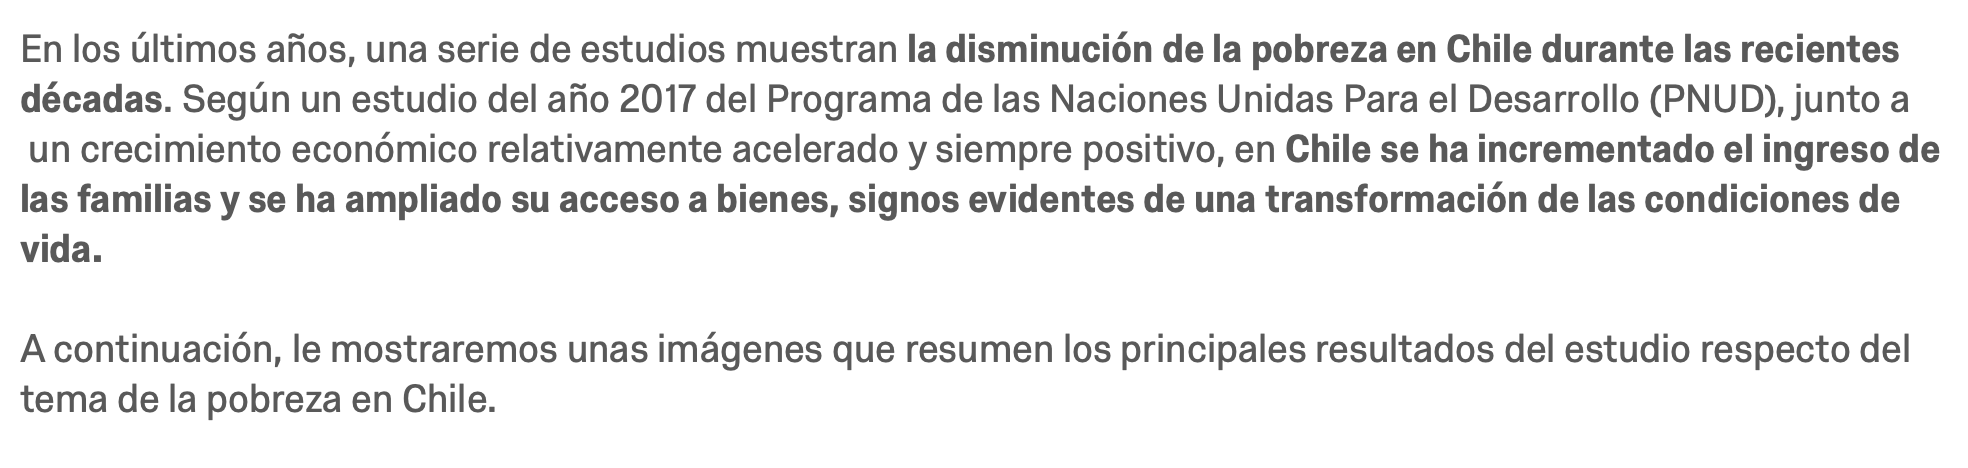 En los últimos años, una serie de estudios muestran la disminución de la pobreza en Chile durante las recientes
décadas. Según un estudio del año 2017 del Programa de las Naciones Unidas Para el Desarrollo (PNUD), junto a
un crecimiento económico relativamente acelerado y siempre positivo, en Chile se ha incrementado el ingreso de
las familias y se ha ampliado su acceso a bienes, signos evidentes de una transformación de las condiciones de
vida.
A continuación, le mostraremos unas imágenes que resumen los principales resultados del estudio respecto del
tema de la pobreza en Chile.